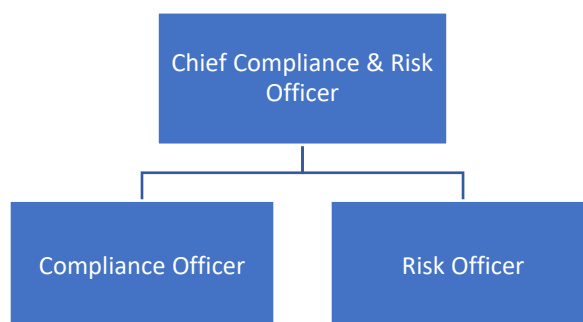 Chief Compliance & Risk
Officer
Compliance Officer
Risk Officer